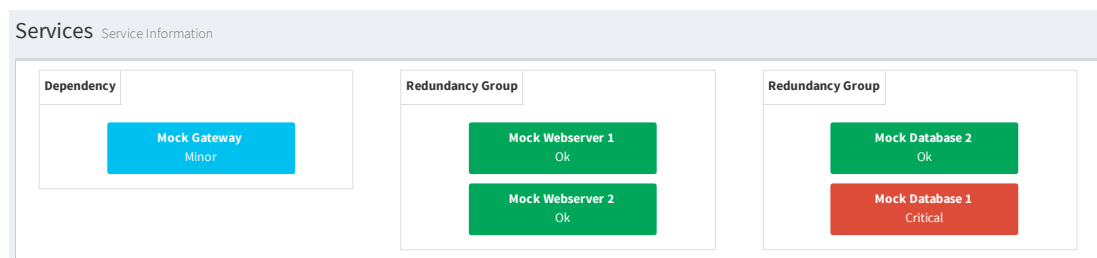 Services Service Information
Dependency
Mock Gateway
Minor
Redundancy Group
Mock Webserver 1
Ok
Mock Webserver 2
Ok
Redundancy Group
Mock Database 2
Ok
Mock Database 1
Critical